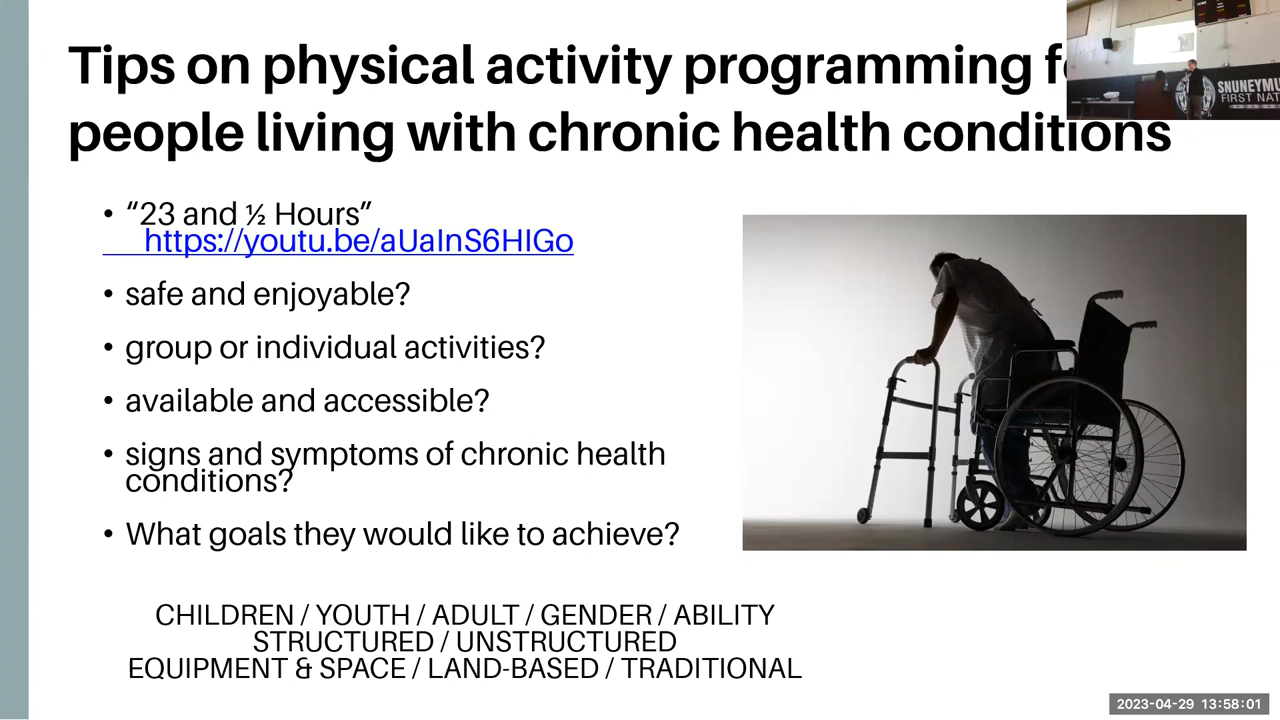 Tips on physical activity programming f
people living with chronic health conditions
SNUNEYMU
FIRST NAT
• “23 and ½ Hours”
https://youtu.be/aUaInS6HIGo
• safe and enjoyable?
• group or individual activities?
• available and accessible?
• signs and symptoms of chronic health
conditions?
• What goals they would like to achieve?
CHILDREN / YOUTH / ADULT / GENDER / ABILITY
STRUCTURED / UNSTRUCTURED
EQUIPMENT & SPACE / LAND-BASED / TRADITIONAL
2023-04-29 13:58:01